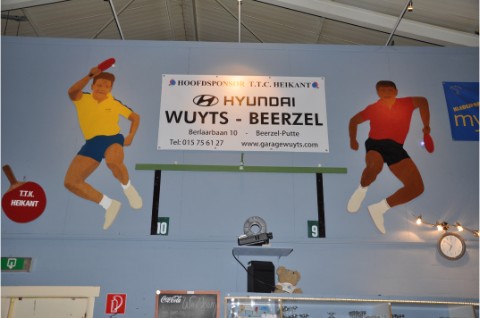 HOOFDSPONSOR T.T.C. HEIKANT
HYUNDAI
WUYTS - BEERZEL
Berlaarbaan 10 - Beerzel-Putte
Tel: 015 75 61 27 www.garagewuyts.com
T.T.K.
HEIKANT
10
9
Coca-Cola